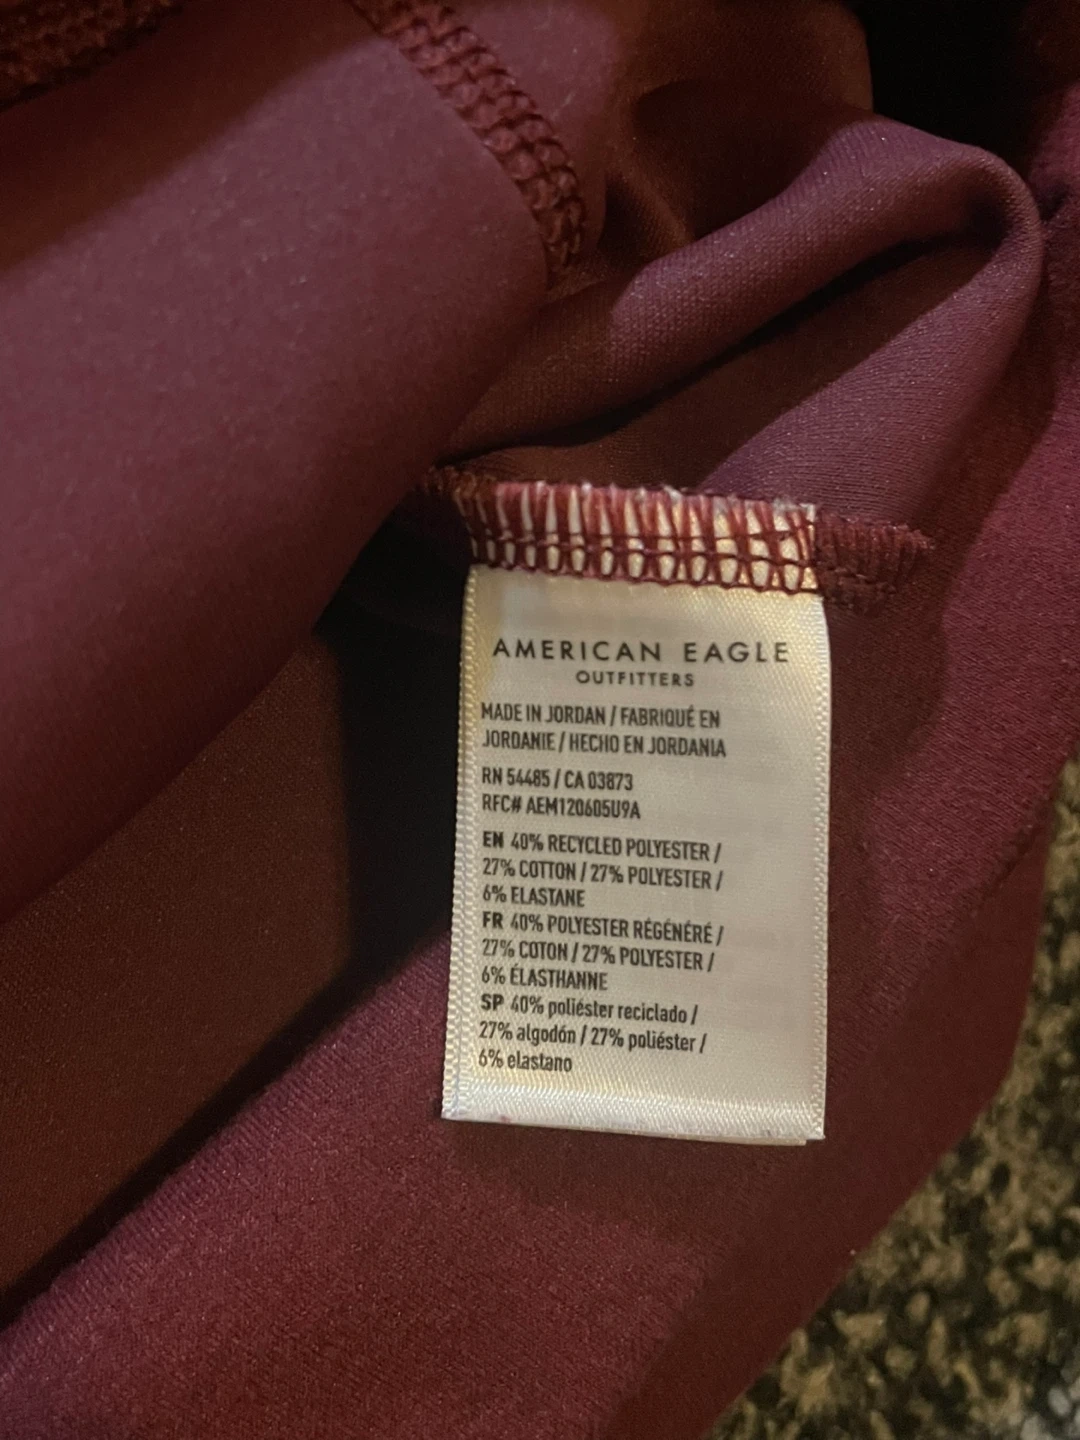 AMERICAN EAGLE
OUTFITTERS
MADE IN JORDAN / FABRIQUÉ EN
JORDANIE / HECHO EN JORDANIA
RN 54485 / CA 03873
RFC# AEM120605U9A
EN 40% RECYCLED POLYESTER /
27% COTTON / 27% POLYESTER /
6% ELASTANE
FR 40% POLYESTER RÉGÉNÉRÉ /
27% COTON / 27% POLYESTER /
6% ÉLASTHANNE
SP 40% poliéster reciclado /
27% algodón / 27% poliéster /
6% elastano